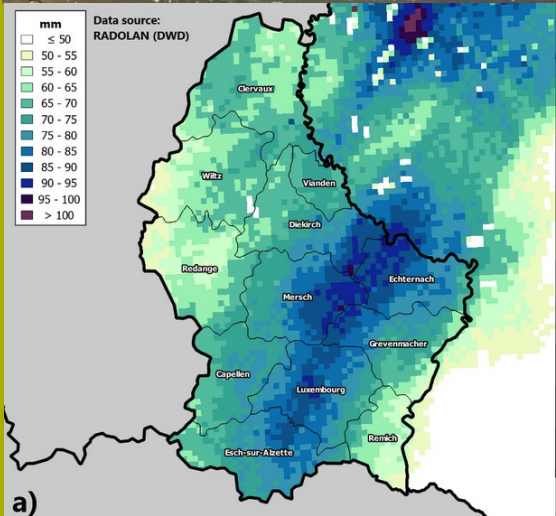 mm
≤ 50
50 - 55
55 - 60
60 - 65
65 - 70
70 - 75
75 - 80
80 - 85
85 - 90
90 - 95
95 - 100
> 100
Data source:
RADOLAN (DWD)
Clervaux
Wiltz
Vianden
Diekirch
Redange
Echternach
Mersch
Grevenmacher
Capellen
Luxembourg
Remich
Esch-sur-Alzette
a)